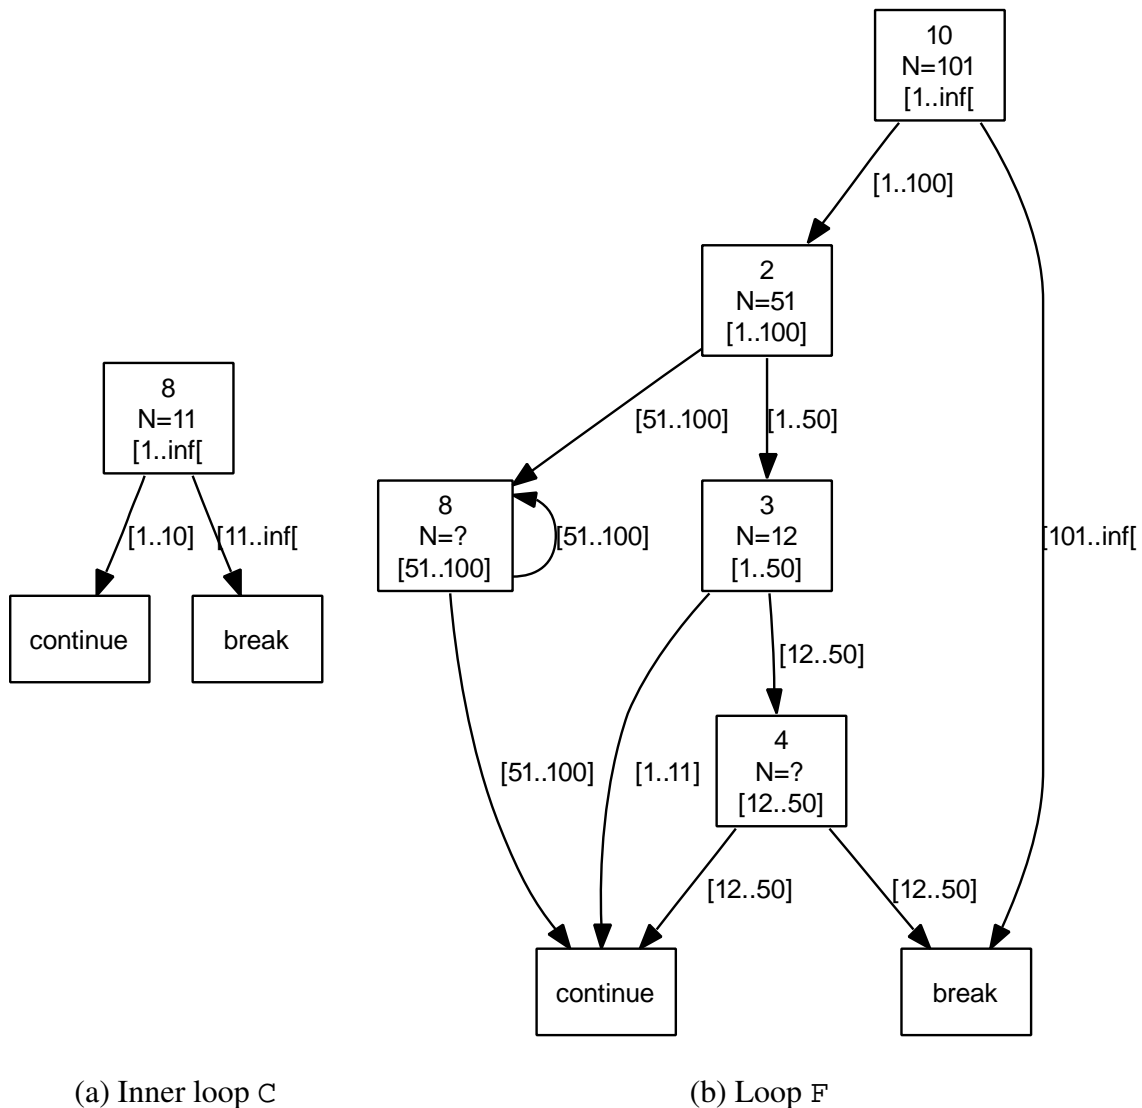 10
N=101
[1..inf[
[1..100]
2
N=51
[1..100]
[51..100]
[1..50]
8
N=11
[1..inf[
[1..10]
[11..inf[
continue
break
8
N=?
[51..100]
[51..100]
3
N=12
[1..50]
[101..inf[
[12..50]
4
N=?
[12..50]
[51..100]
[1..11]
[12..50]
[12..50]
continue
break
(a) Inner loop C
(b) Loop F